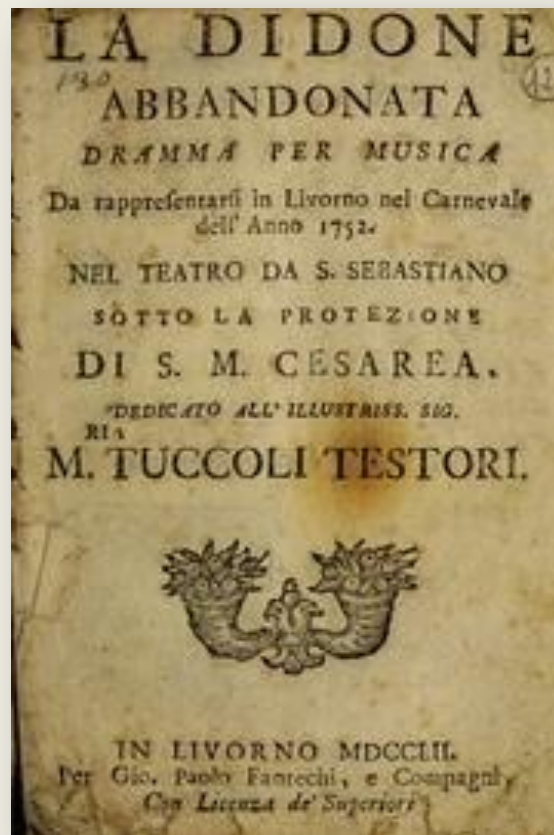 LA DIDONE
130
ABBANDONATA
DRAMMA PER MUSICA
Da rappresentarsi in Livorno nel Carnevale
dell' Anno 1752.
NEL TEATRO DA S. SEBASTIANO
SOTTO LA PROTEZIONE
DI S. M. CESAREA.
DEDICATO ALL' ILLUSTRISS. SIG.
RIA
M. TUCCOLI TESTORI.
IN LIVORNO MDCCLII.
Per Gio. Paolo Fantechi, e Compagni,
Con Licenza de' Superiori